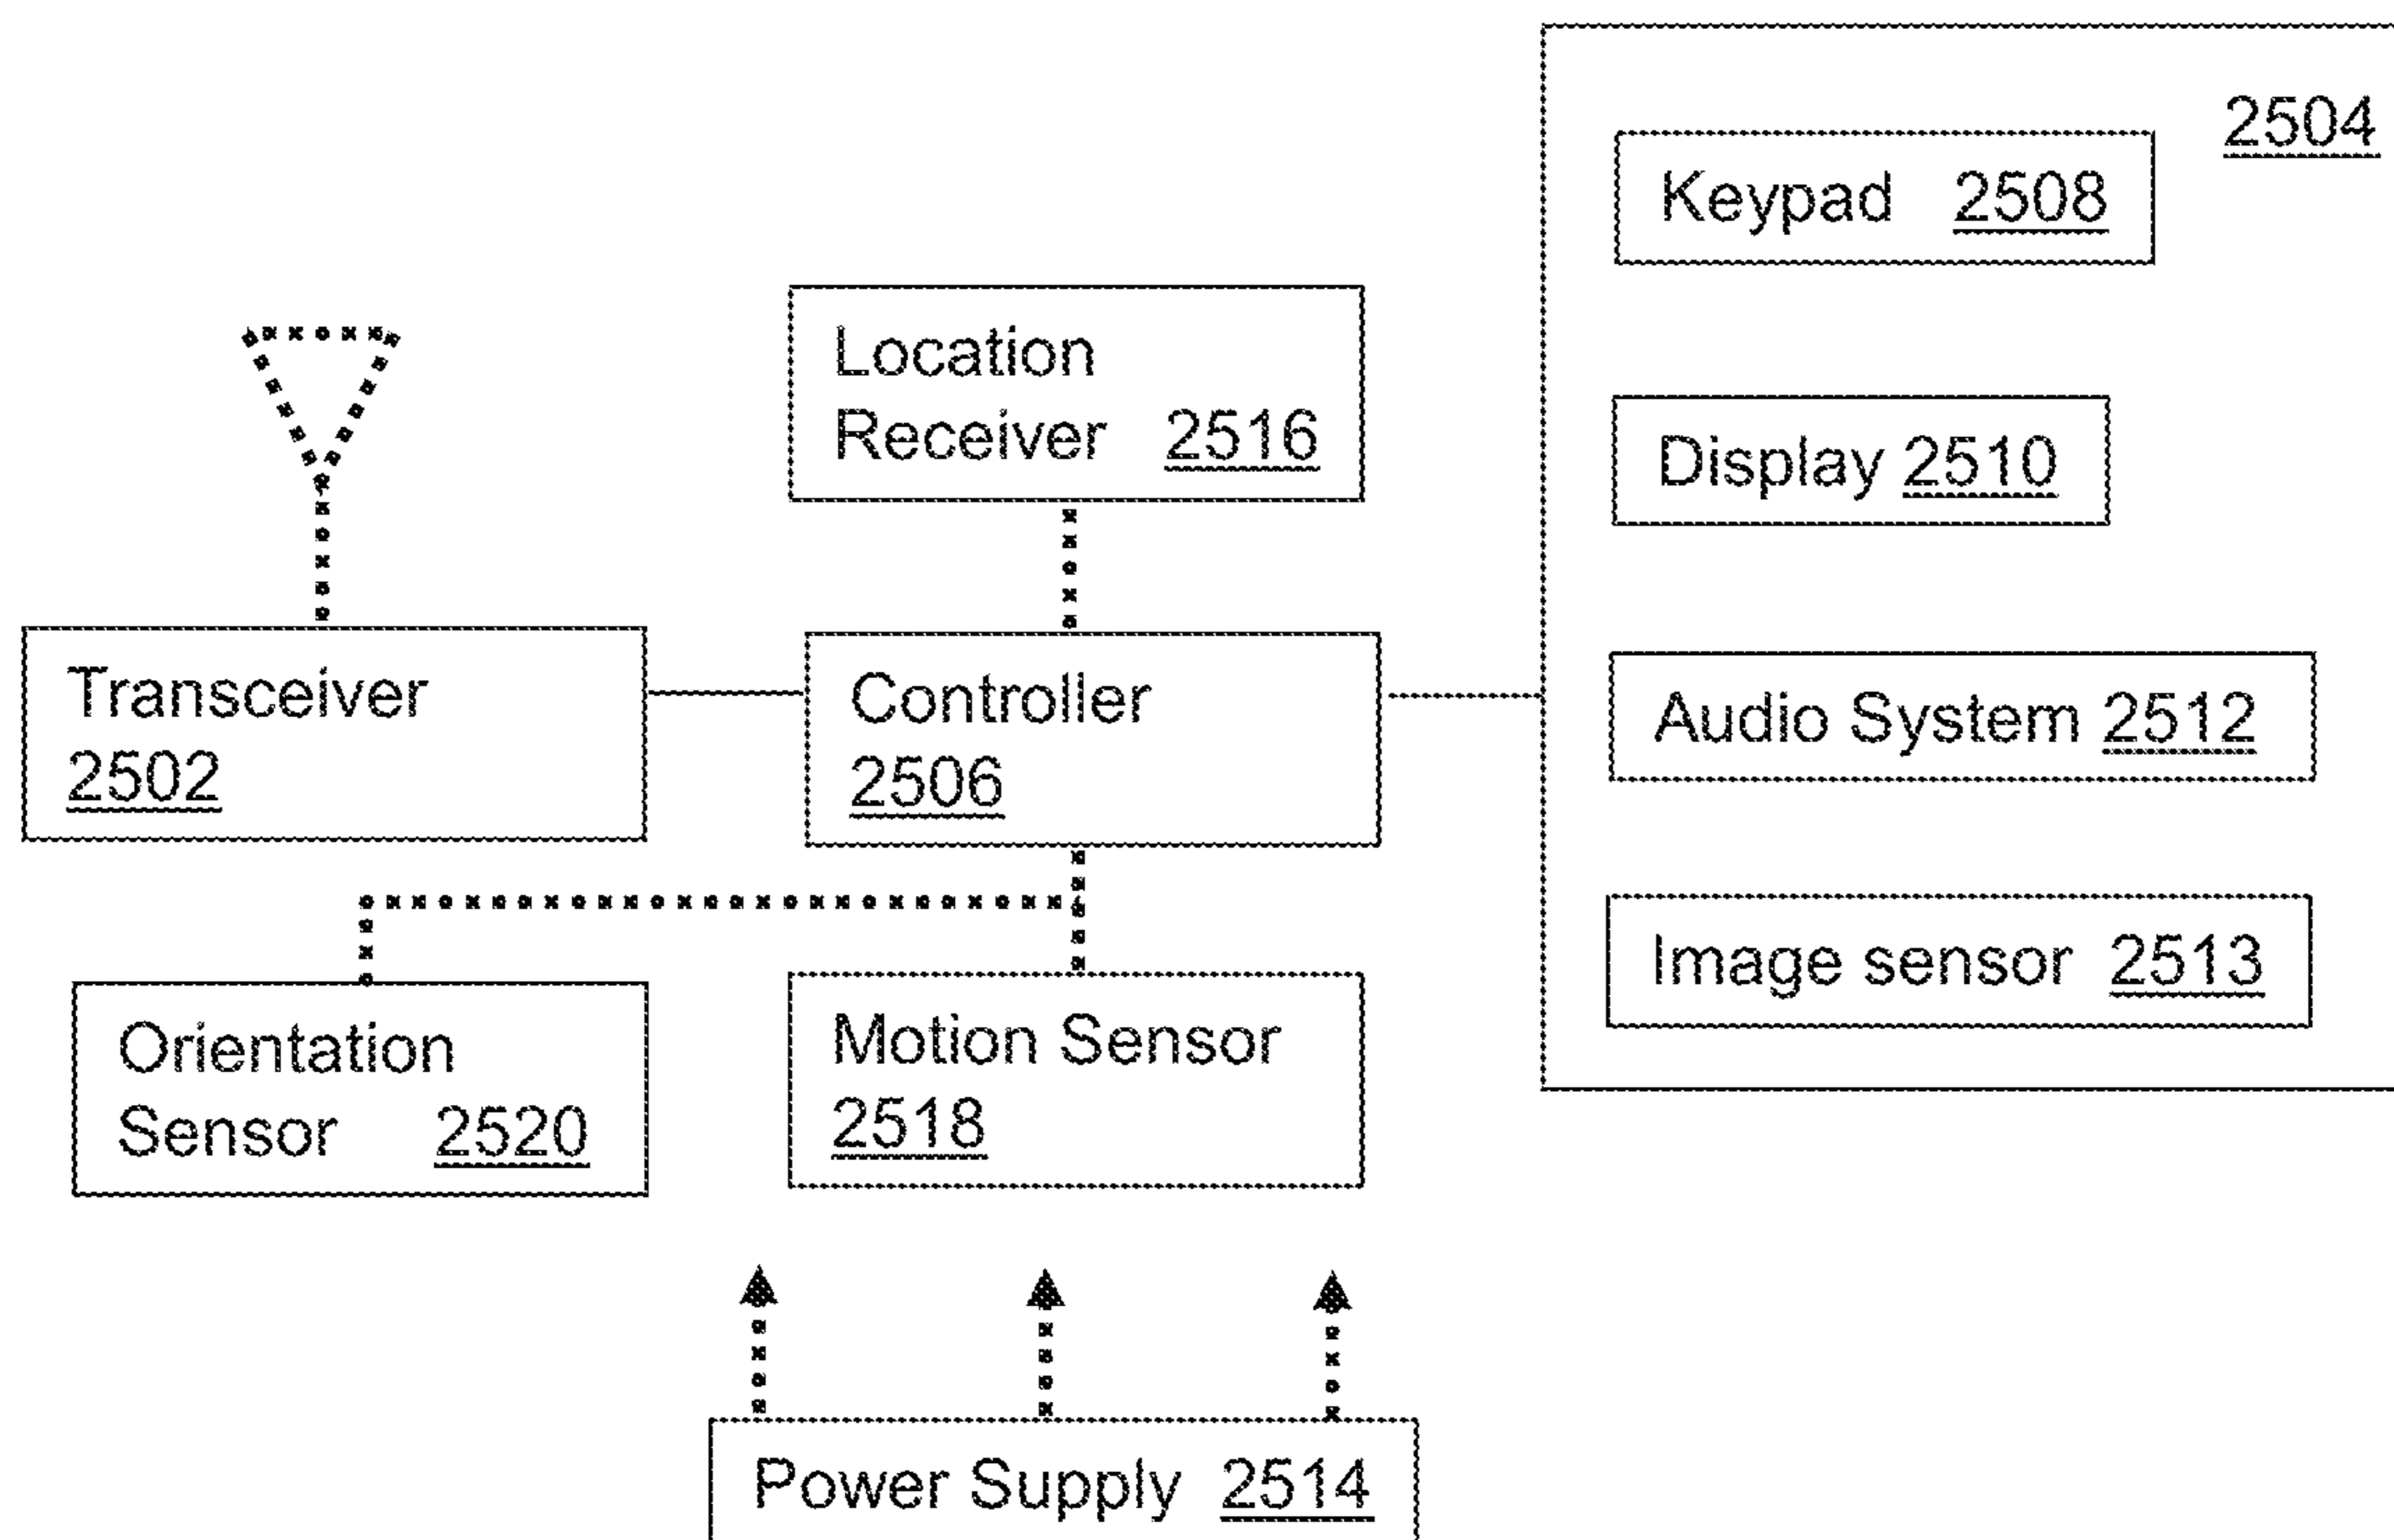 2504
Keypad 2508
Location
Receiver 2516
Display 2510
Transceiver
2502
Controller
2506
Audio System 2512
Image sensor 2513
Orientation
Sensor 2520
Motion Sensor
2518
Power Supply 2514